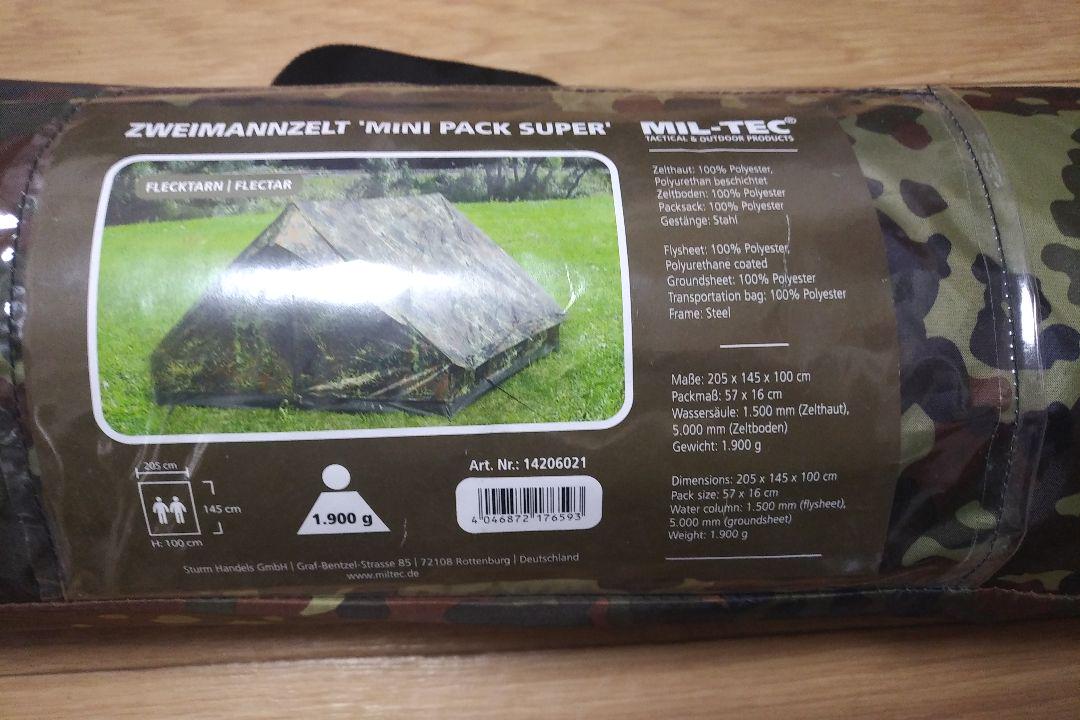 ZWEIMANNZELT 'MINI PACK SUPER'
FLECKTARN | FLECTAR
205 cm
145 cm
H: 100 cm
1.900 g
Art. Nr.: 14206021
4 046872 176593
Sturm Handels GmbH | Graf-Bentzel-Strasse 85 | 72108 Rottenburg | Deutschland
www.miltec.de
MIL-TEC®
TACTICAL & OUTDOOR PRODUCTS
Zelthaut: 100% Polyester,
Polyurethan beschichtet
Zeltboden: 100% Polyester
Packsack: 100% Polyester
Gestänge: Stahl
Flysheet: 100% Polyester,
Polyurethane coated
Groundsheet: 100% Polyester
Transportation bag: 100% Polyester
Frame: Steel
Maße: 205 x 145 x 100 cm
Packmaß: 57 x 16 cm
Wassersäule: 1.500 mm (Zelthaut),
5.000 mm (Zeltboden)
Gewicht: 1.900 g
Dimensions: 205 x 145 x 100 cm
Pack size: 57 x 16 cm
Water column: 1.500 mm (flysheet),
5.000 mm (groundsheet)
Weight: 1.900 g